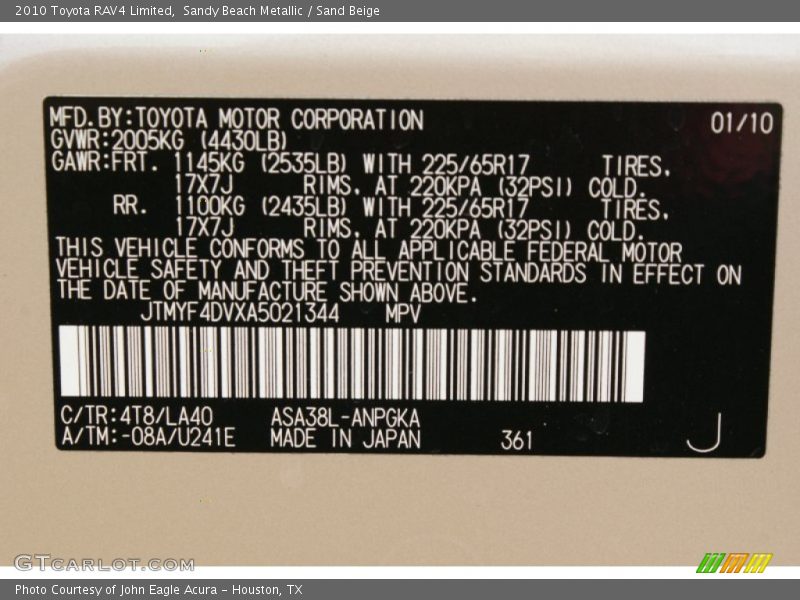 2010 Toyota RAV4 Limited, Sandy Beach Metallic / Sand Beige
MFD.BY:TOYOTA MOTOR CORPORATION 01/10
GVWR:2005KG (4430LB)
GAWR:FRT. 1145KG (2535LB) WITH 225/65R17 TIRES,
17X7J RIMS, AT 220KPA (32PSI) COLD.
RR. 1100KG (2435LB) WITH 225/65R17 TIRES,
17X7J RIMS, AT 220KPA (32PSI) COLD.
THIS VEHICLE CONFORMS TO ALL APPLICABLE FEDERAL MOTOR
VEHICLE SAFETY AND THEFT PREVENTION STANDARDS IN EFFECT ON
THE DATE OF MANUFACTURE SHOWN ABOVE.
JTMYF4DVXA5021344 MPV
C/TR:4T8/LA40 ASA38L-ANPGKA
A/TM:-08A/U241E MADE IN JAPAN 361 J
GTCARLOT.COM
Photo Courtesy of John Eagle Acura - Houston, TX